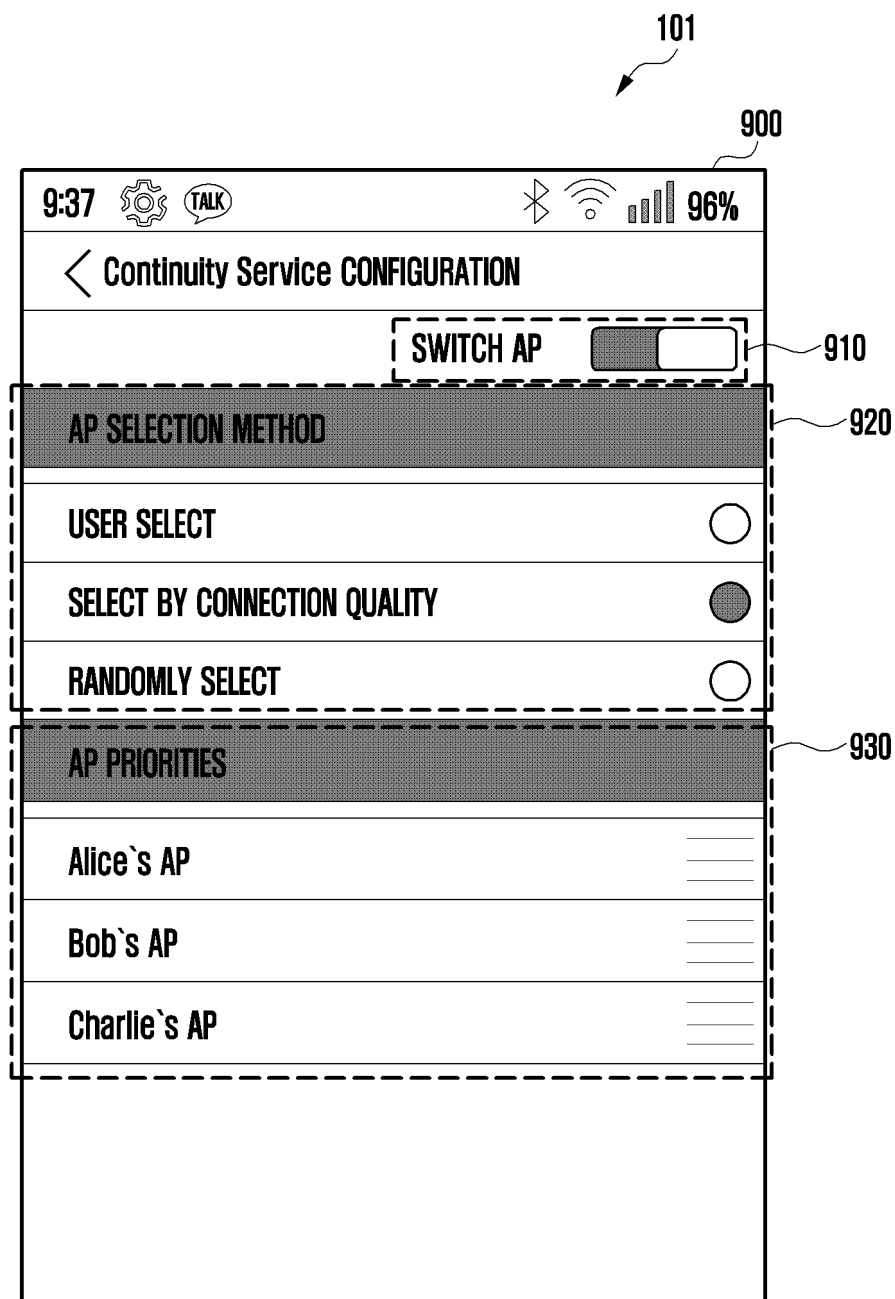 101
900
9:37 TALK 96%
Continuity Service CONFIGURATION
SWITCH AP 910
AP SELECTION METHOD 920
USER SELECT
SELECT BY CONNECTION QUALITY
RANDOMLY SELECT
AP PRIORITIES 930
Alice`s AP
Bob`s AP
Charlie`s AP